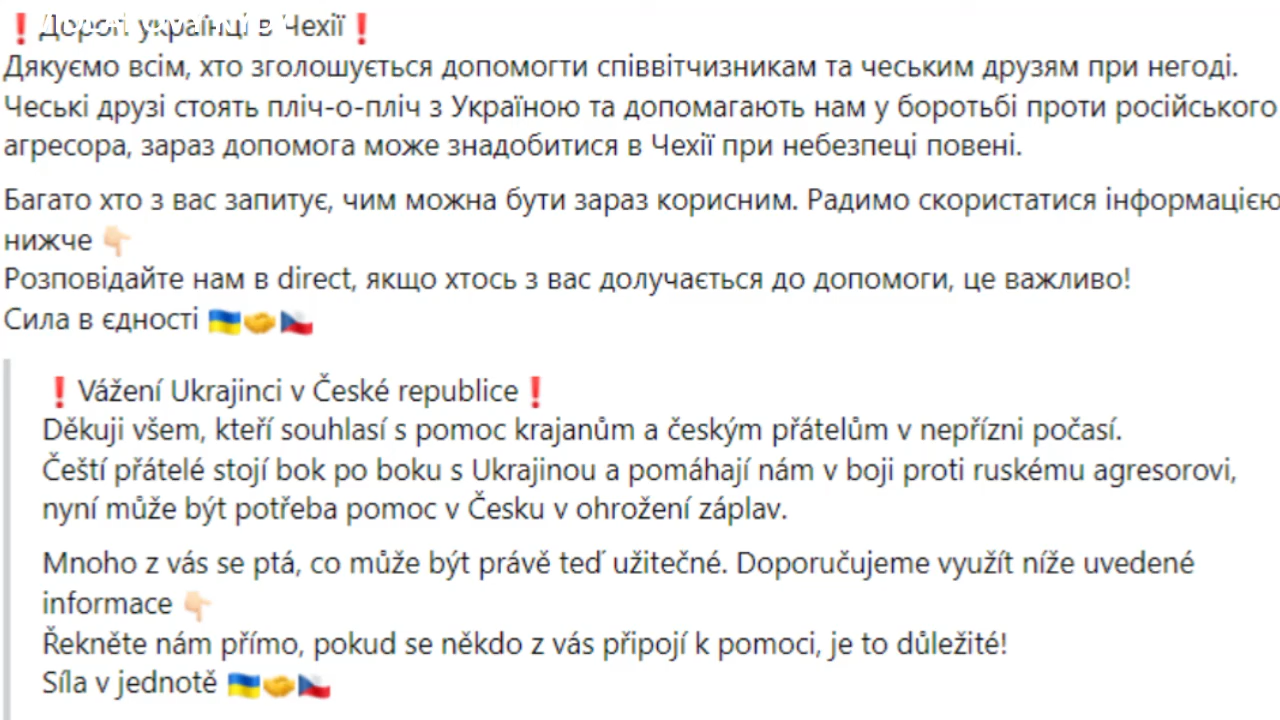 ❗Дорогі українці в Чехії❗
Дякуємо всім, хто зголошується допомогти співвітчизникам та чеським друзям при негоді.
Чеські друзі стоять пліч-о-пліч з Україною та допомагають нам у боротьбі проти російського
агресора, зараз допомога може знадобитися в Чехії при небезпеці повені.
Багато хто з вас запитує, чим можна бути зараз корисним. Радимо скористатися інформацією
нижче 👇🏻
Розповідайте нам в direct, якщо хтось з вас долучається до допомоги, це важливо!
Сила в єдності 🇺🇦🤝🇨🇿
❗Vážení Ukrajinci v České republice❗
Děkuji všem, kteří souhlasí s pomoc krajanům a českým přátelům v nepřízni počasí.
Čeští přátelé stojí bok po boku s Ukrajinou a pomáhají nám v boji proti ruskému agresorovi,
nyní může být potřeba pomoc v Česku v ohrožení záplav.
Mnoho z vás se ptá, co může být právě teď užitečné. Doporučujeme využít níže uvedené
informace 👇🏻
Řekněte nám přímo, pokud se někdo z vás připojí k pomoci, je to důležité!
Síla v jednotě 🇺🇦🤝🇨🇿